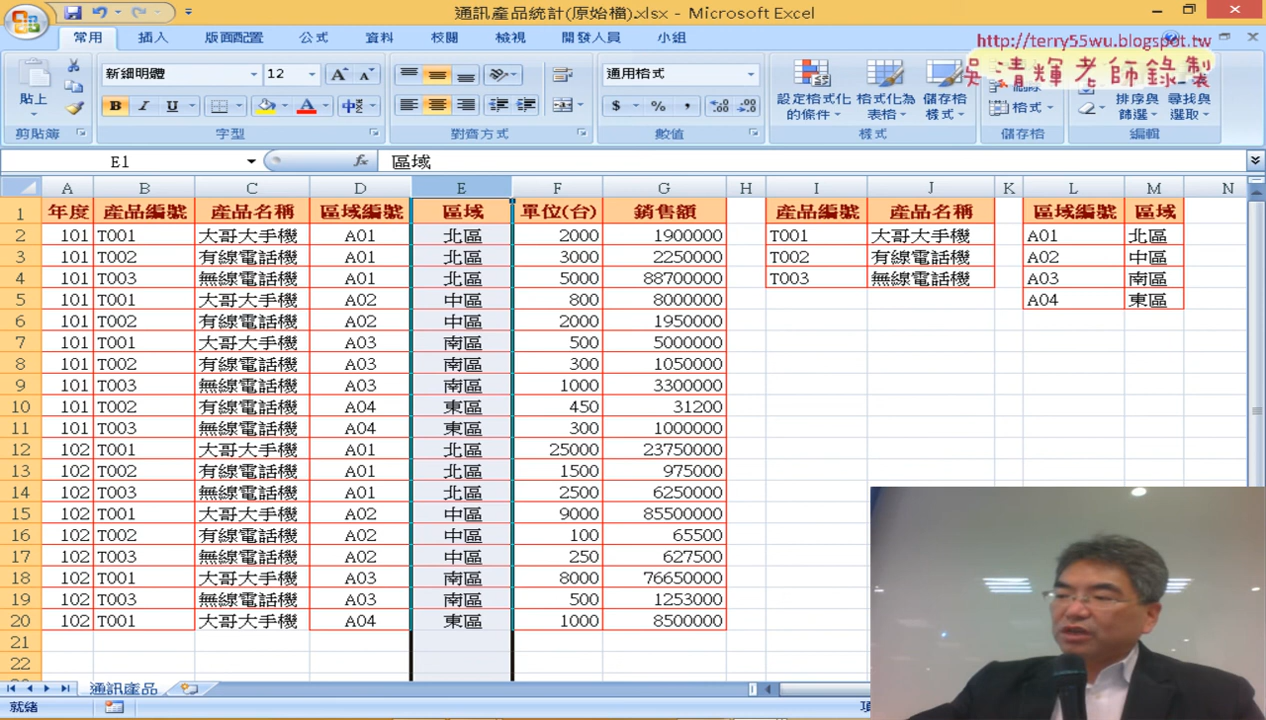 通訊產品統計(原始檔).xlsx - Microsoft Excel
常用 插入 版面配置 公式 資料 校閱 檢視 開發人員 小組
http://terry55wu.blogspot.tw
吳清輝老師錄製
新細明體 12 通用格式
貼上 B I U 中 $ % , 設定格式化的條件 格式化為表格 儲存格樣式 格式 排序與篩選 尋找與選取
剪貼簿 字型 對齊方式 數值 樣式 儲存格 編輯
E1 fx 區域
A B C D E F G H I J K L M N
1 年度 產品編號 產品名稱 區域編號 區域 單位(台) 銷售額 產品編號 產品名稱 區域編號 區域
2 101 T001 大哥大手機 A01 北區 2000 1900000 T001 大哥大手機 A01 北區
3 101 T002 有線電話機 A01 北區 3000 2250000 T002 有線電話機 A02 中區
4 101 T003 無線電話機 A01 北區 5000 88700000 T003 無線電話機 A03 南區
5 101 T001 大哥大手機 A02 中區 800 8000000 A04 東區
6 101 T002 有線電話機 A02 中區 2000 1950000
7 101 T001 大哥大手機 A03 南區 500 5000000
8 101 T002 有線電話機 A03 南區 300 1050000
9 101 T003 無線電話機 A03 南區 1000 3300000
10 101 T002 有線電話機 A04 東區 450 31200
11 101 T003 無線電話機 A04 東區 300 1000000
12 102 T001 大哥大手機 A01 北區 25000 23750000
13 102 T002 有線電話機 A01 北區 1500 975000
14 102 T003 無線電話機 A01 北區 2500 6250000
15 102 T001 大哥大手機 A02 中區 9000 85500000
16 102 T002 有線電話機 A02 中區 100 65500
17 102 T003 無線電話機 A02 中區 250 627500
18 102 T001 大哥大手機 A03 南區 8000 76650000
19 102 T003 無線電話機 A03 南區 500 1253000
20 102 T001 大哥大手機 A04 東區 1000 8500000
21
22
通訊產品
就緒